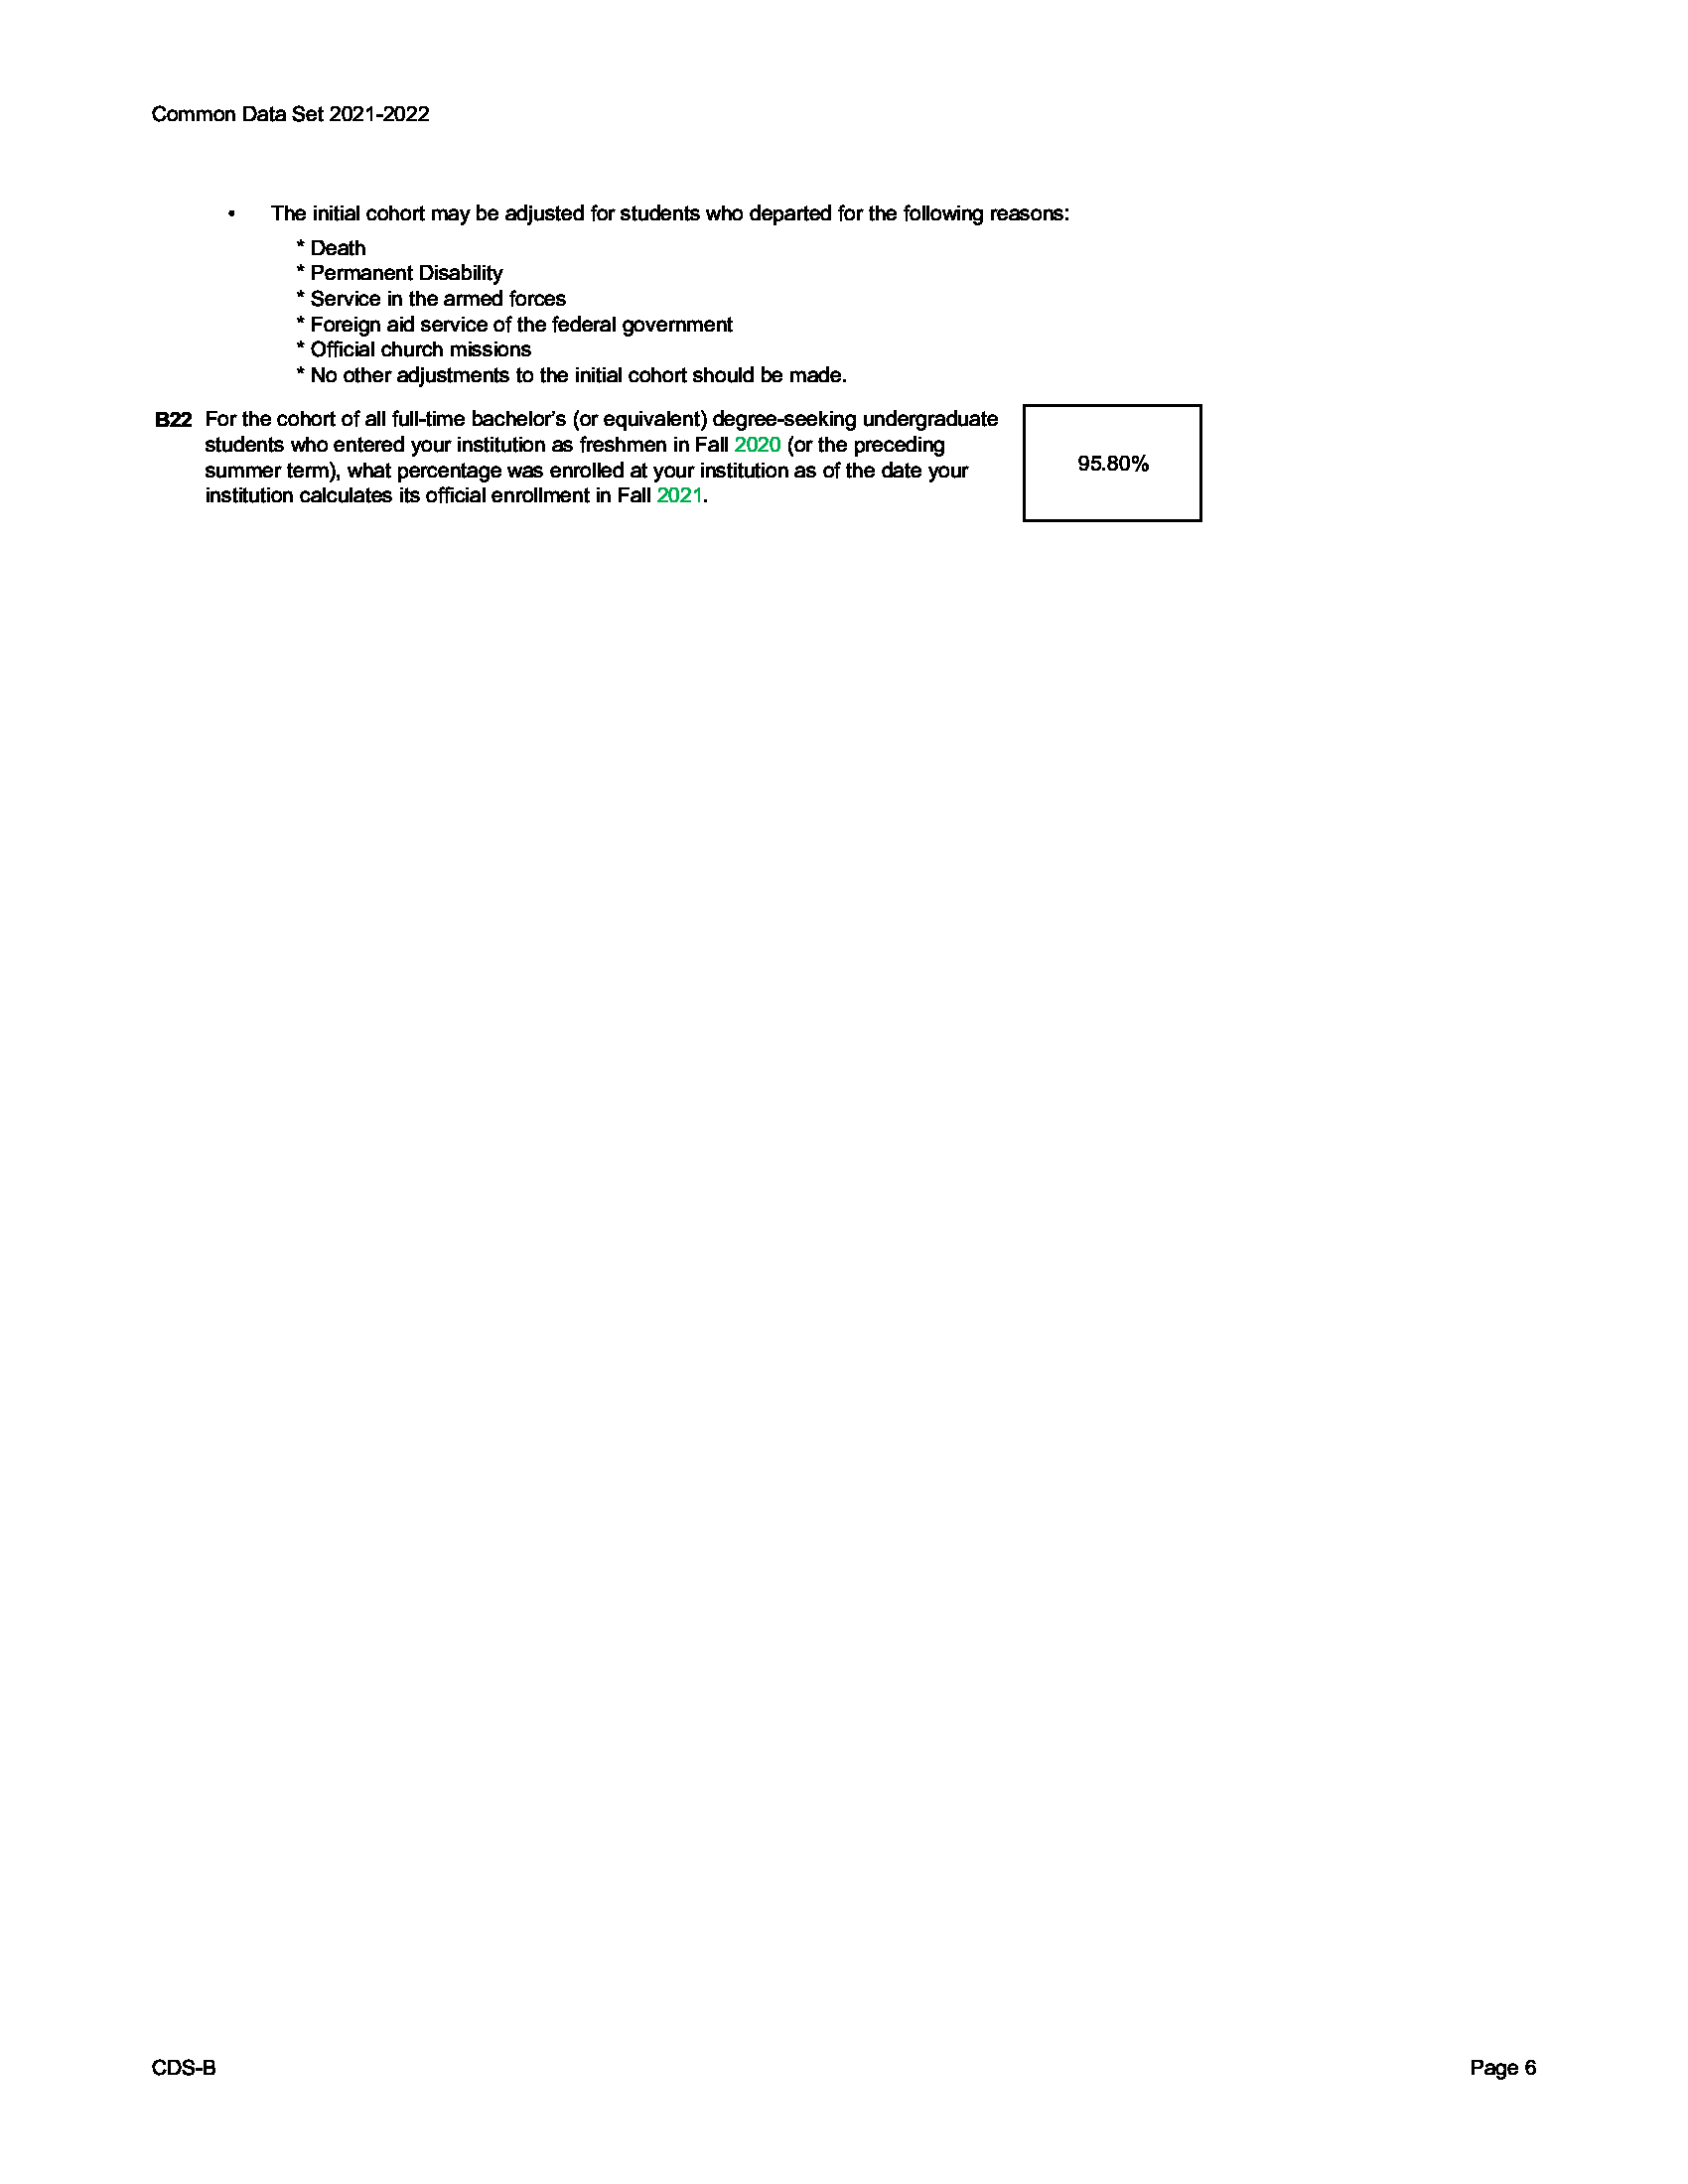 Common Data Set 2021-2022
• The initial cohort may be adjusted for students who departed for the following reasons:
* Death
* Permanent Disability
* Service in the armed forces
* Foreign aid service of the federal government
* Official church missions
* No other adjustments to the initial cohort should be made.
B22 For the cohort of all full-time bachelor’s (or equivalent) degree-seeking undergraduate
students who entered your institution as freshmen in Fall 2020 (or the preceding
summer term), what percentage was enrolled at your institution as of the date your
institution calculates its official enrollment in Fall 2021.
95.80%
CDS-B
Page 6